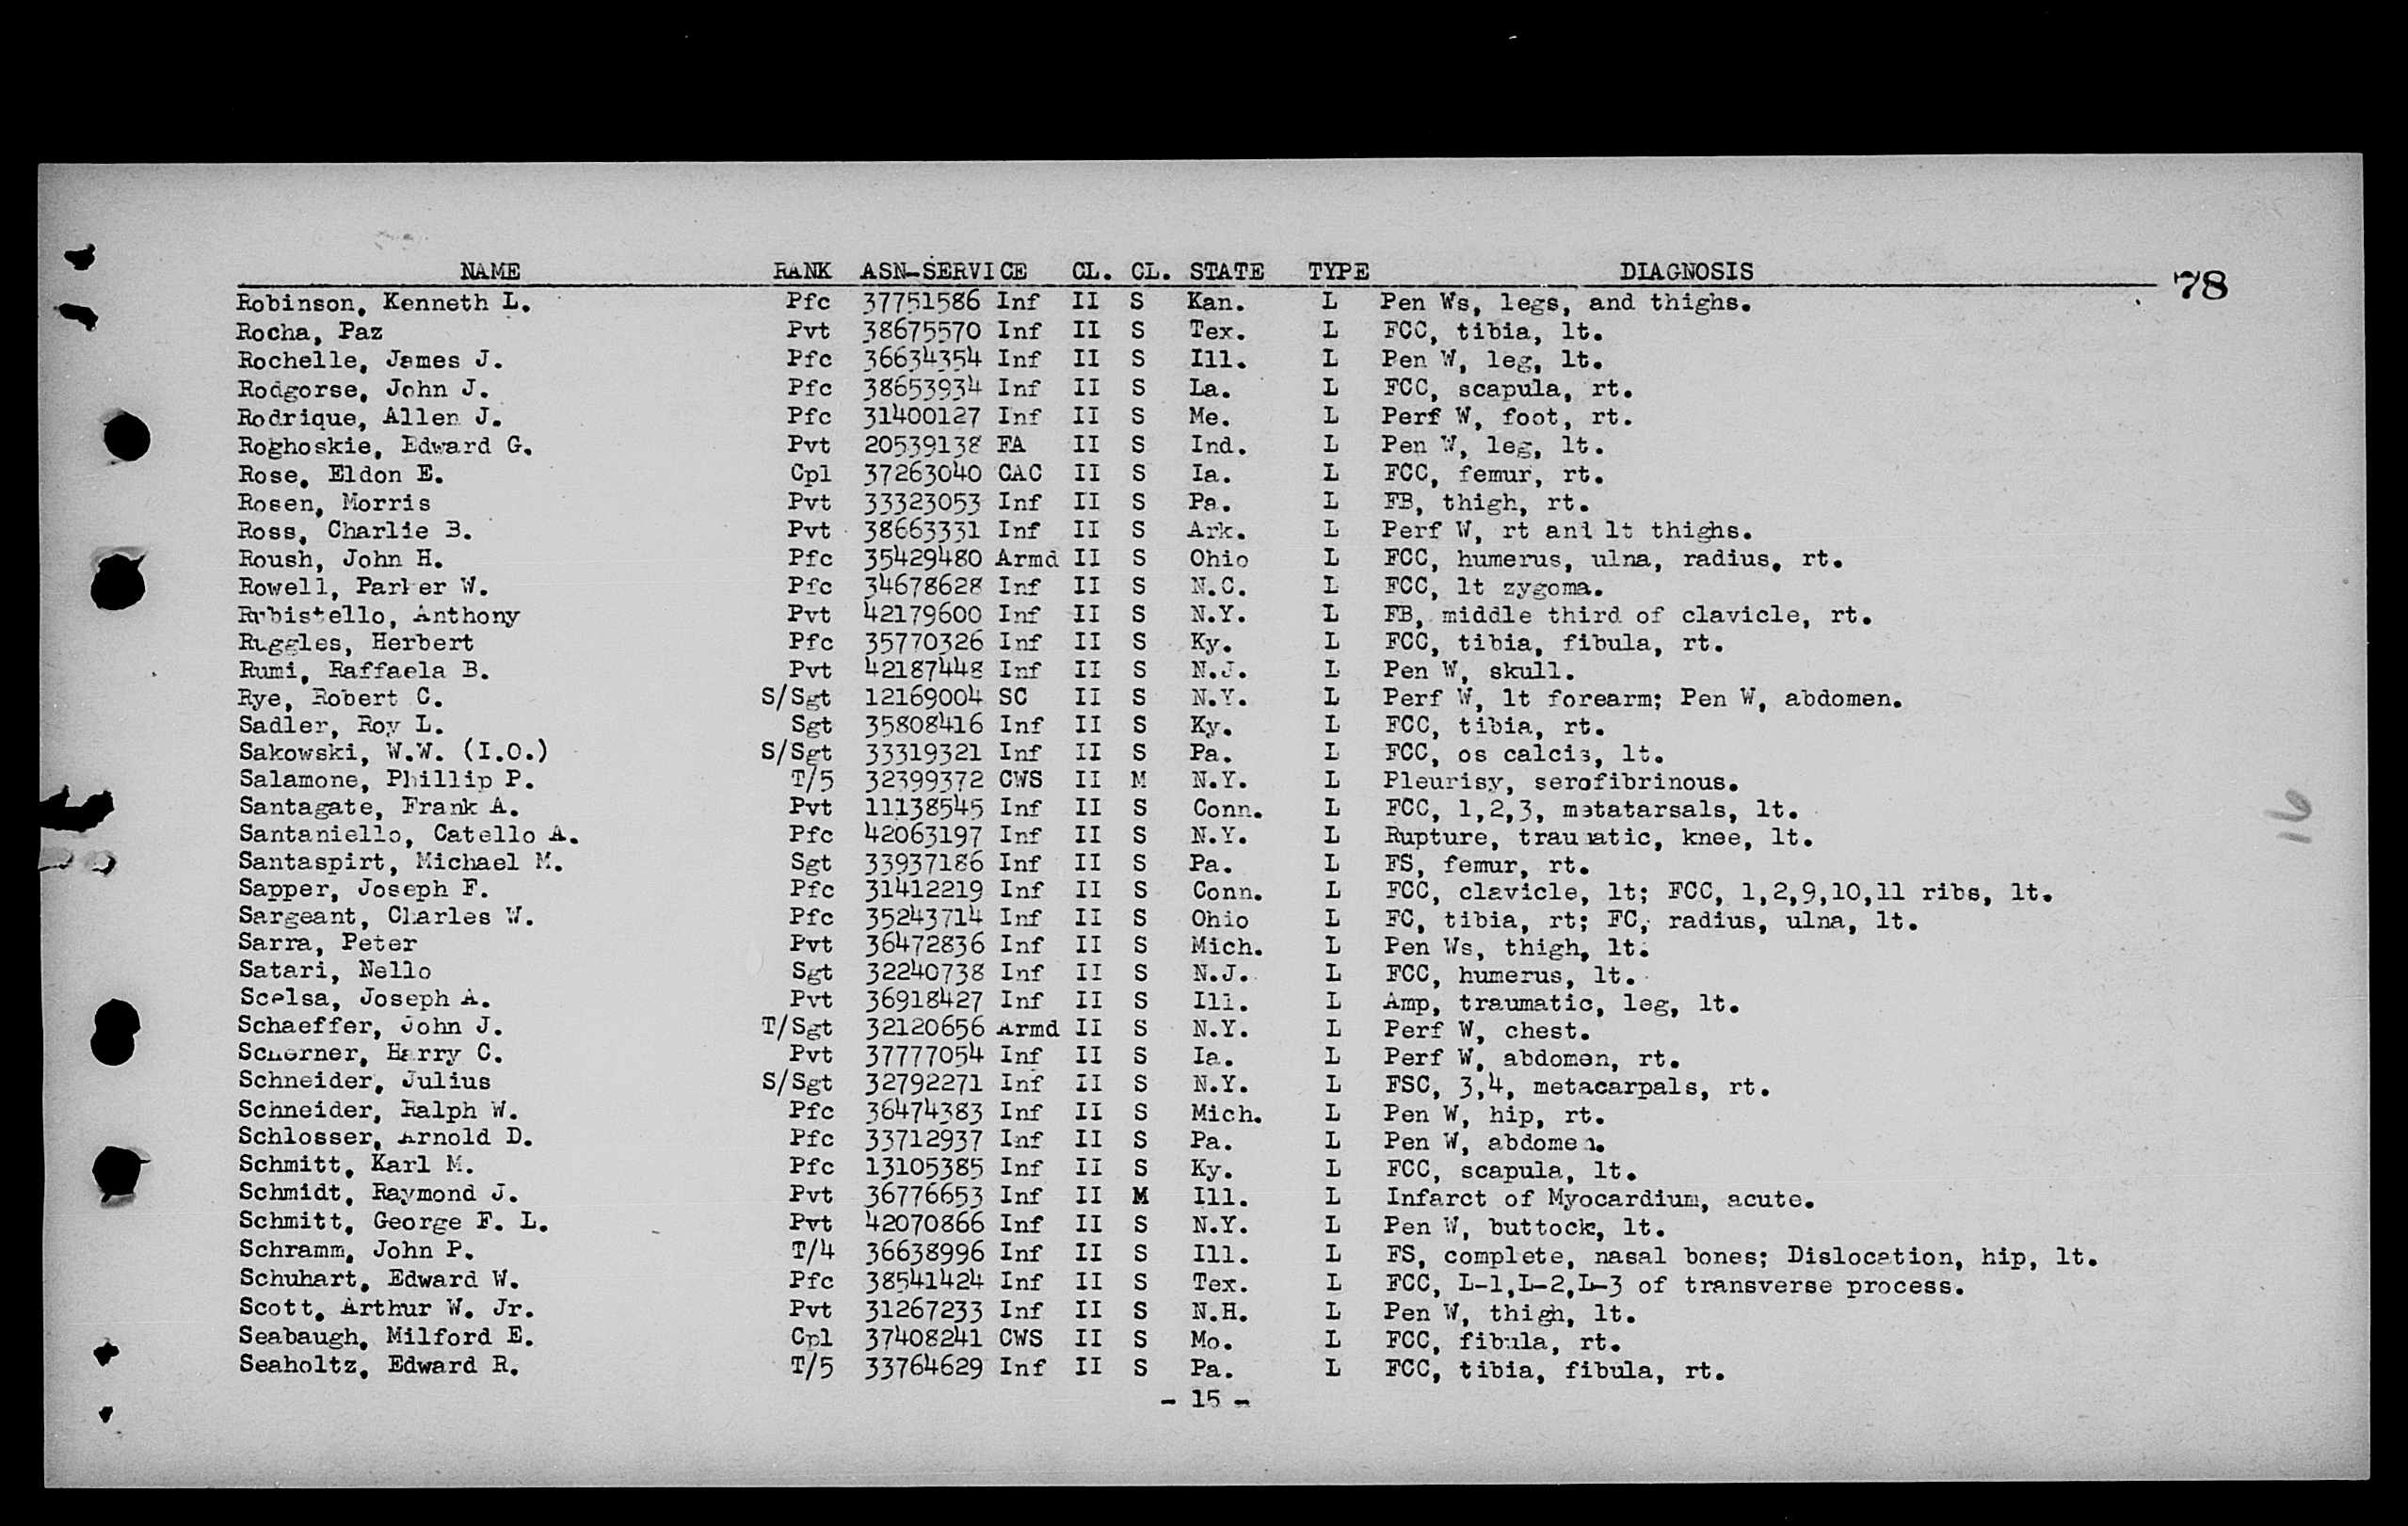 NAME RANK ASN-SERVICE CL. CL. STATE TYPE DIAGNOSIS
78
Robinson, Kenneth L. Pfc 37751586 Inf II S Kan. L Pen Ws, legs, and thighs.
Rocha, Paz Pvt 38675570 Inf II S Tex. L FCC, tibia, lt.
Rochelle, James J. Pfc 36634354 Inf II S Ill. L Pen W, leg, lt.
Rodgorse, John J. Pfc 38653934 Inf II S La. L FCC, scapula, rt.
Rodrique, Allen J. Pfc 31400127 Inf II S Me. L Perf W, foot, rt.
Roghoskie, Edward G. Pvt 20539138 FA II S Ind. L Pen W, leg, lt.
Rose, Eldon E. Cpl 37263040 CAC II S Ia. L FCC, femur, rt.
Rosen, Morris Pvt 33323053 Inf II S Pa. L FB, thigh, rt.
Ross, Charlie B. Pvt 38663331 Inf II S Ark. L Perf W, rt and lt thighs.
Roush, John H. Pfc 35429480 Armd II S Ohio L FCC, humerus, ulna, radius, rt.
Rowell, Parker W. Pfc 34678628 Inf II S N.C. L FCC, lt zygoma.
Rubistello, Anthony Pvt 42179600 Inf II S N.Y. L FB, middle third of clavicle, rt.
Ruggles, Herbert Pfc 35770326 Inf II S Ky. L FCC, tibia, fibula, rt.
Rumi, Raffaela B. Pvt 42187448 Inf II S N.J. L Pen W, skull.
Rye, Robert C. S/Sgt 12169004 SC II S N.Y. L Perf W, lt forearm; Pen W, abdomen.
Sadler, Roy L. Sgt 35808416 Inf II S Ky. L FCC, tibia, rt.
Sakowski, W.W. (I.O.) S/Sgt 33319321 Inf II S Pa. L FCC, os calcis, lt.
Salamone, Phillip P. T/5 32399372 CWS II M N.Y. L Pleurisy, serofibrinous.
Santagate, Frank A. Pvt 11138545 Inf II S Conn. L FCC, 1,2,3, metatarsals, lt.
Santaniello, Catello A. Pfc 42063197 Inf II S N.Y. L Rupture, traumatic, knee, lt.
Santaspirt, Michael M. Sgt 33937186 Inf II S Pa. L FS, femur, rt.
Sapper, Joseph F. Pfc 31412219 Inf II S Conn. L FCC, clavicle, lt; FCC, 1,2,9,10,11 ribs, lt.
Sargeant, Charles W. Pfc 35243714 Inf II S Ohio L FC, tibia, rt; FC, radius, ulna, lt.
Sarra, Peter Pvt 36472836 Inf II S Mich. L Pen Ws, thigh, lt.
Satari, Nello Sgt 32240738 Inf II S N.J. L FCC, humerus, lt.
Scelsa, Joseph A. Pvt 36918427 Inf II S Ill. L Amp, traumatic, leg, lt.
Schaeffer, John J. T/Sgt 32120656 Armd II S N.Y. L Perf W, chest.
Scherner, Harry C. Pvt 37777054 Inf II S Ia. L Perf W, abdomen, rt.
Schneider, Julius S/Sgt 32792271 Inf II S N.Y. L FSC, 3,4, metacarpals, rt.
Schneider, Ralph W. Pfc 36474383 Inf II S Mich. L Pen W, hip, rt.
Schlosser, Arnold D. Pfc 33712937 Inf II S Pa. L Pen W, abdomen.
Schmitt, Karl M. Pfc 13105385 Inf II S Ky. L FCC, scapula, lt.
Schmidt, Raymond J. Pvt 36776653 Inf II M Ill. L Infarct of Myocardium, acute.
Schmitt, George F. L. Pvt 42070866 Inf II S N.Y. L Pen W, buttock, lt.
Schramm, John P. T/4 36638996 Inf II S Ill. L FS, complete, nasal bones; Dislocation, hip, lt.
Schuhart, Edward W. Pfc 38541424 Inf II S Tex. L FCC, L-1,L-2,L-3 of transverse process.
Scott, Arthur W. Jr. Pvt 31267233 Inf II S N.H. L Pen W, thigh, lt.
Seabaugh, Milford E. Cpl 37408241 CWS II S Mo. L FCC, fibula, rt.
Seaholtz, Edward R. T/5 33764629 Inf II S Pa. L FCC, tibia, fibula, rt.
- 15 -
16